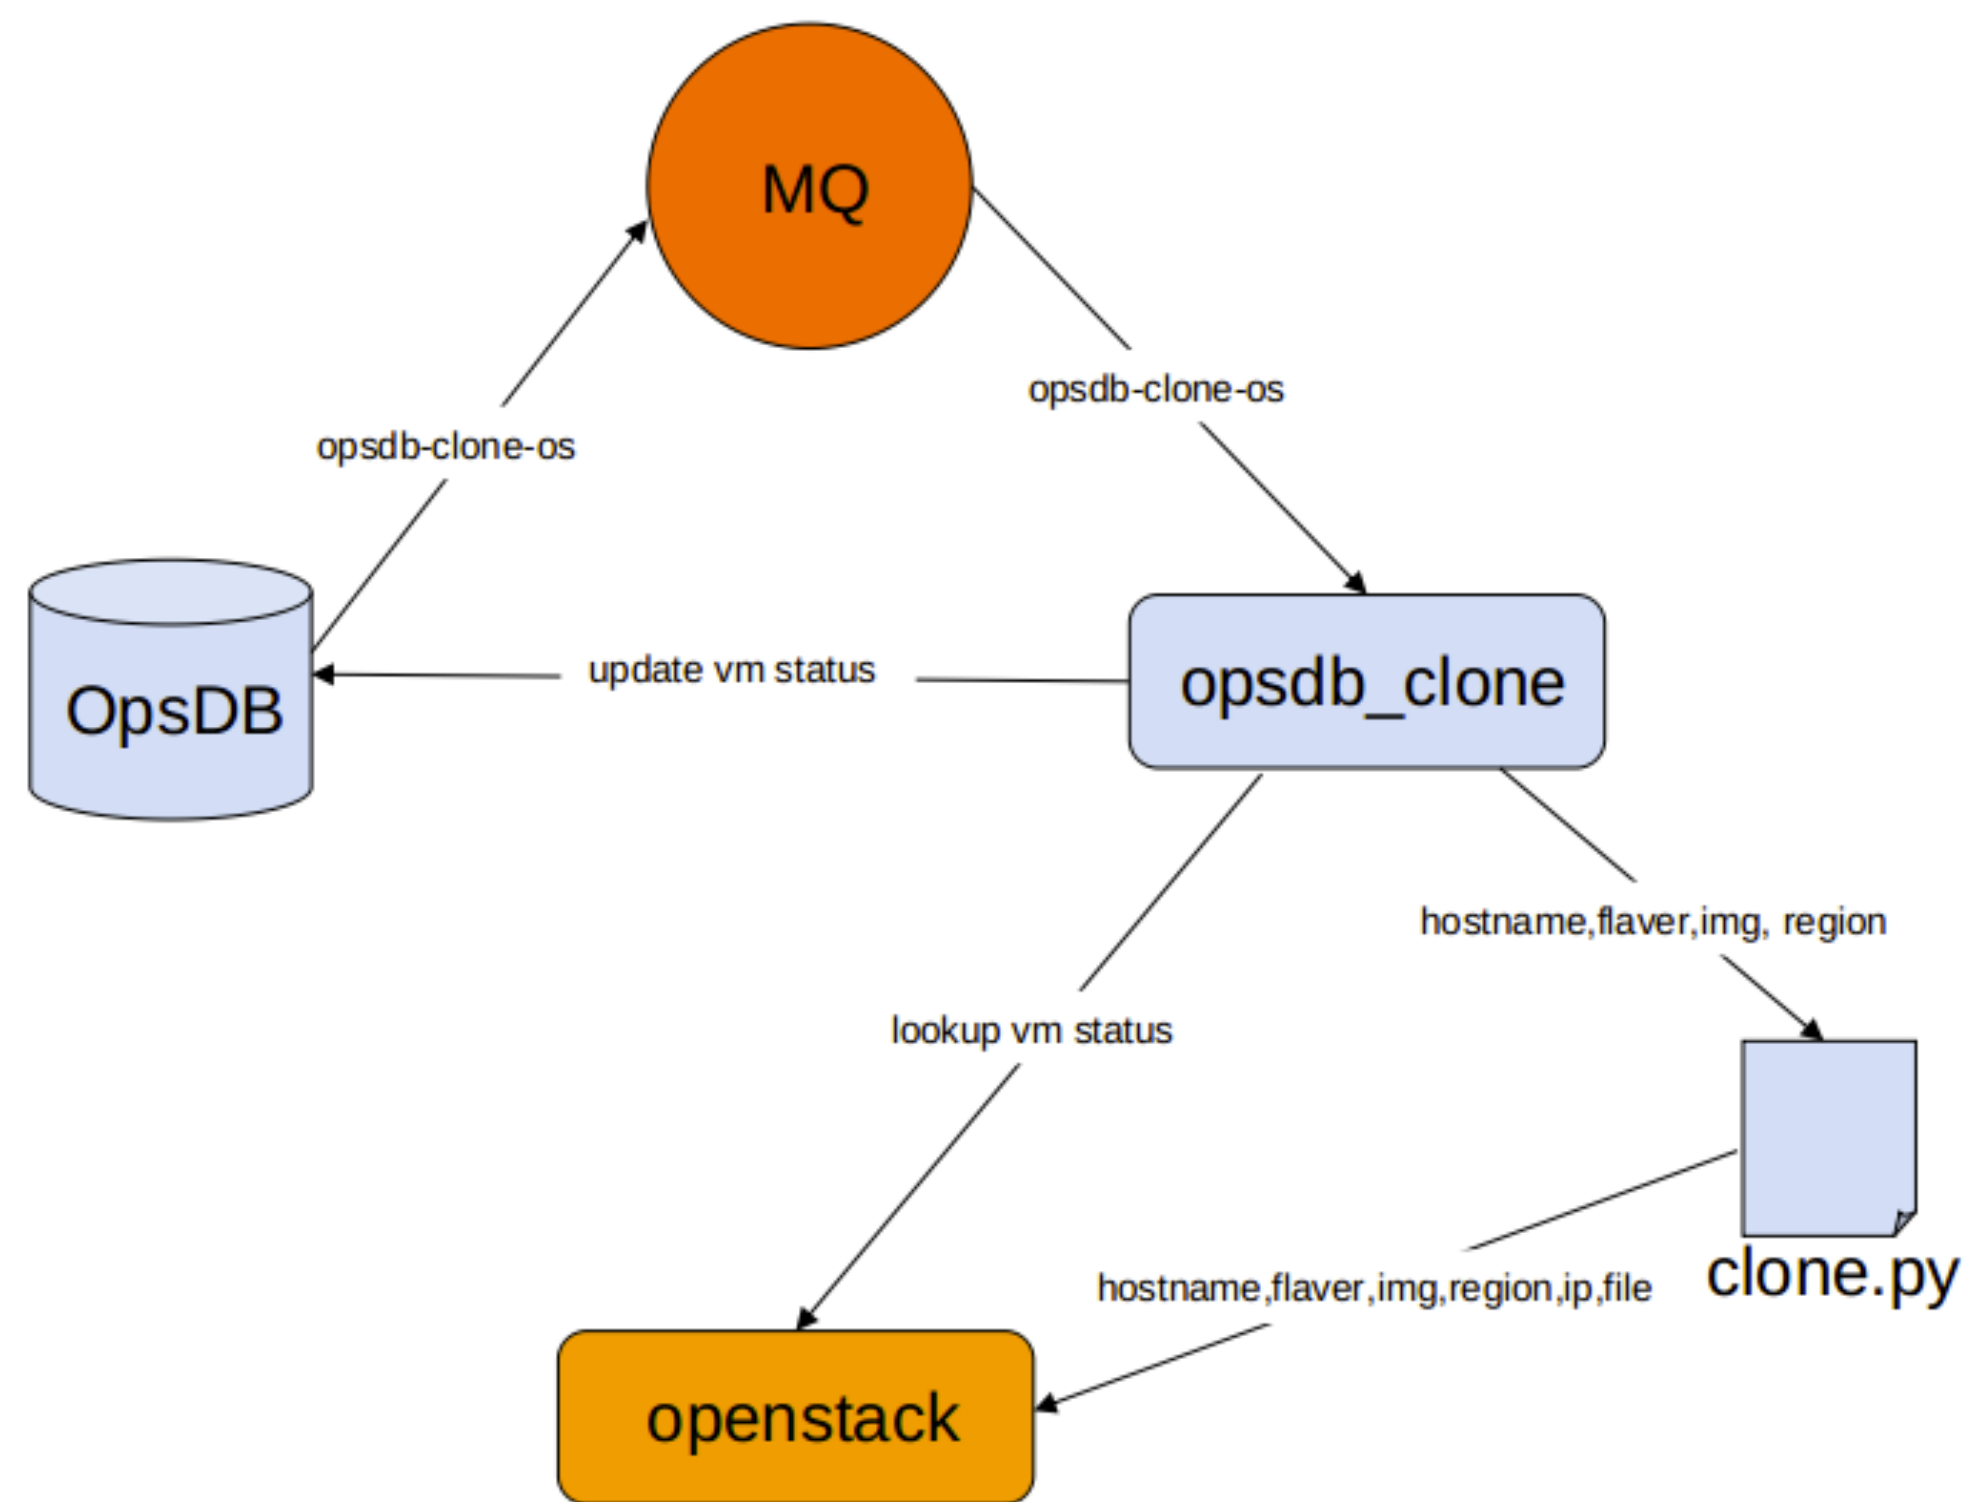 MQ
opsdb-clone-os
opsdb-clone-os
OpsDB
update vm status
opsdb_clone
hostname,flaver,img, region
lookup vm status
clone.py
hostname,flaver,img,region,ip,file
openstack